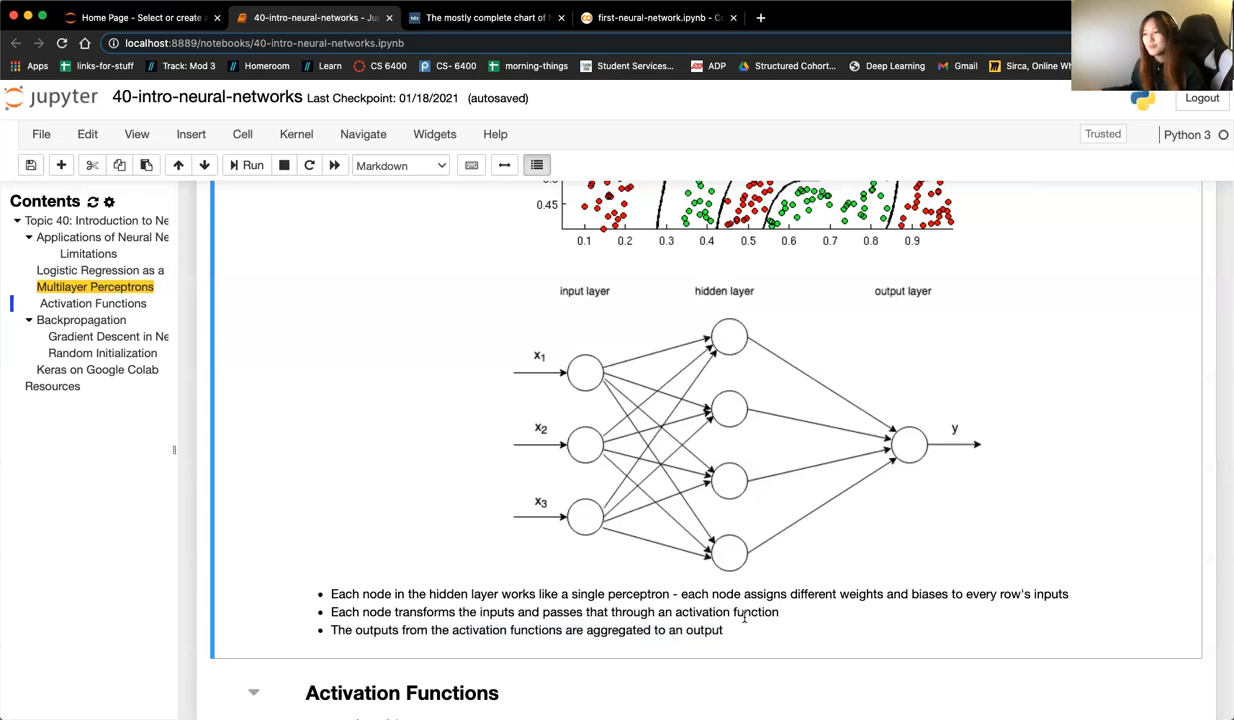 Home Page - Select or create a
40-intro-neural-networks - Jup
The mostly complete chart of N
first-neural-network.ipynb - Co
localhost:8889/notebooks/40-intro-neural-networks.ipynb
Apps links-for-stuff Track: Mod 3 Homeroom Learn CS 6400 CS- 6400 morning-things Student Services... ADP Structured Cohort... Deep Learning Gmail Sirca, Online Wh
jupyter 40-intro-neural-networks Last Checkpoint: 01/18/2021 (autosaved)
Logout
File Edit View Insert Cell Kernel Navigate Widgets Help
Trusted
Python 3
Run
Markdown
Contents
Topic 40: Introduction to Ne
Applications of Neural Ne
Limitations
Logistic Regression as a
Multilayer Perceptrons
Activation Functions
Backpropagation
Gradient Descent in Ne
Random Initialization
Keras on Google Colab
Resources
0.45
0.1 0.2 0.3 0.4 0.5 0.6 0.7 0.8 0.9
input layer hidden layer output layer
x1
x2
x3
y
• Each node in the hidden layer works like a single perceptron - each node assigns different weights and biases to every row's inputs
• Each node transforms the inputs and passes that through an activation function
• The outputs from the activation functions are aggregated to an output
Activation Functions